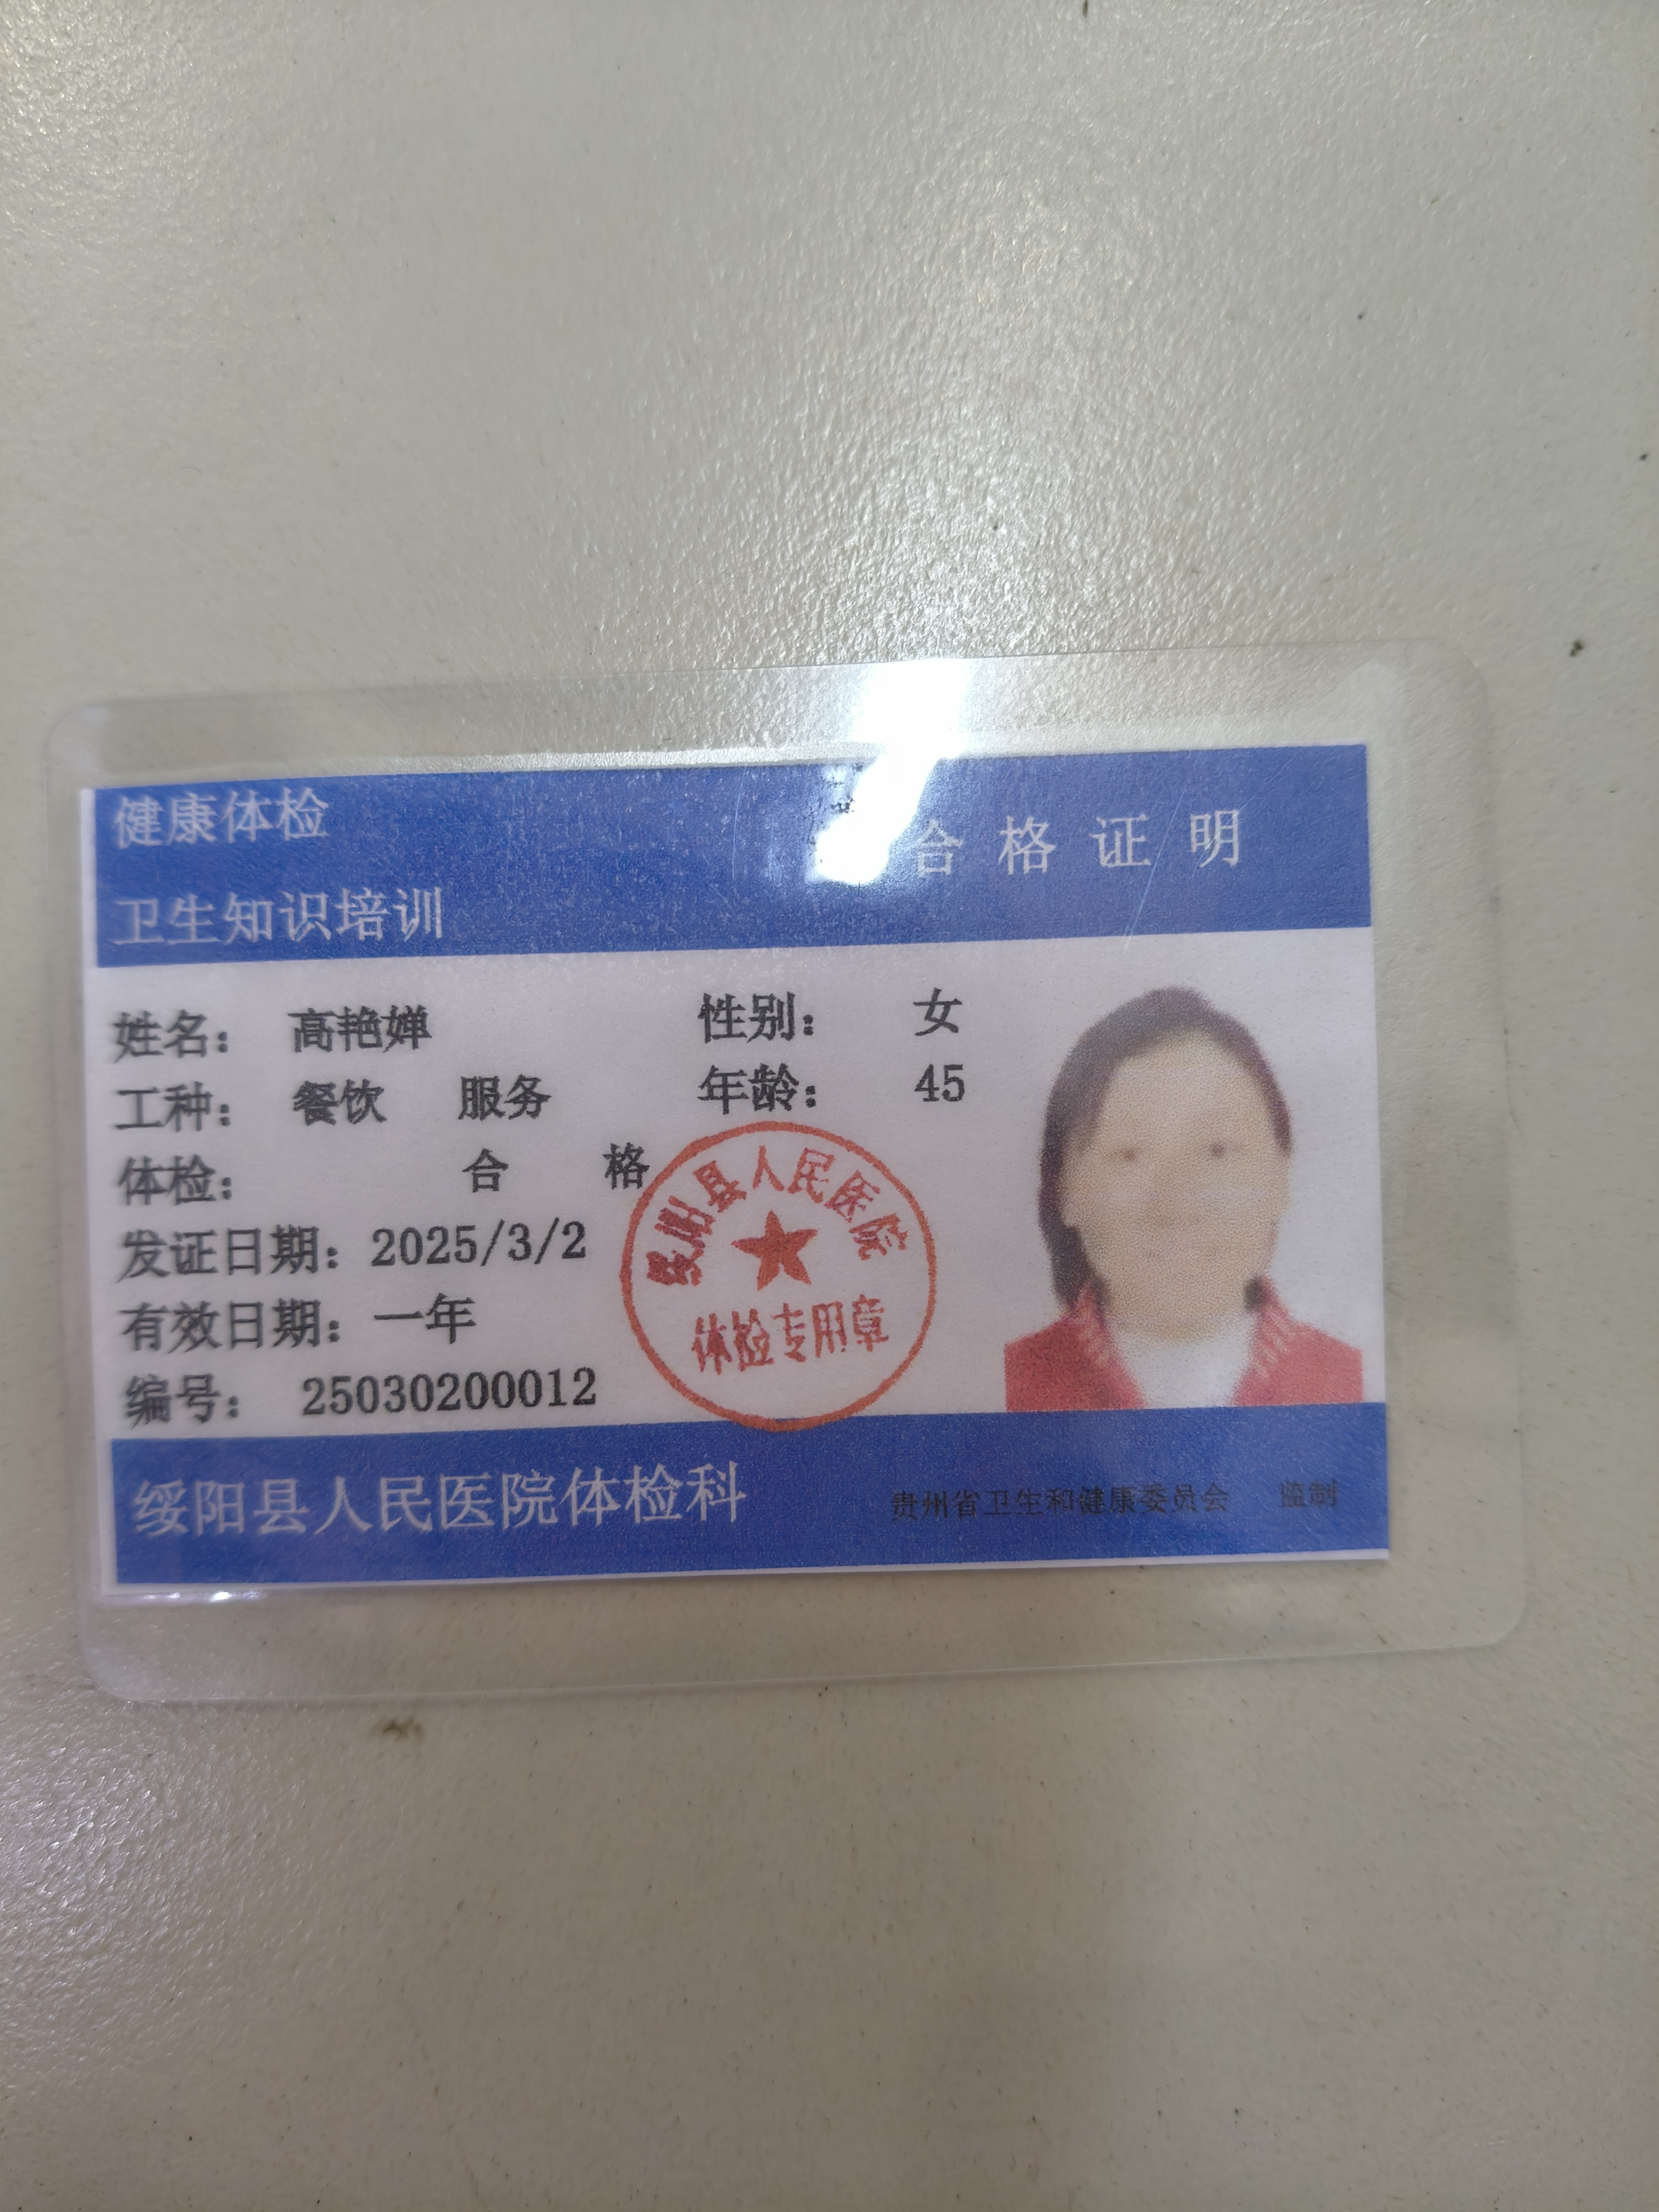 健康体检
合格证明
卫生知识培训
姓名： 高艳婵 性别： 女
工种： 餐饮 服务 年龄： 45
体检： 合 格
发证日期：2025/3/2
有效日期：一年
编号： 25030200012
绥阳县人民医院
体检专用章
绥阳县人民医院体检科
贵州省卫生和健康委员会 监制